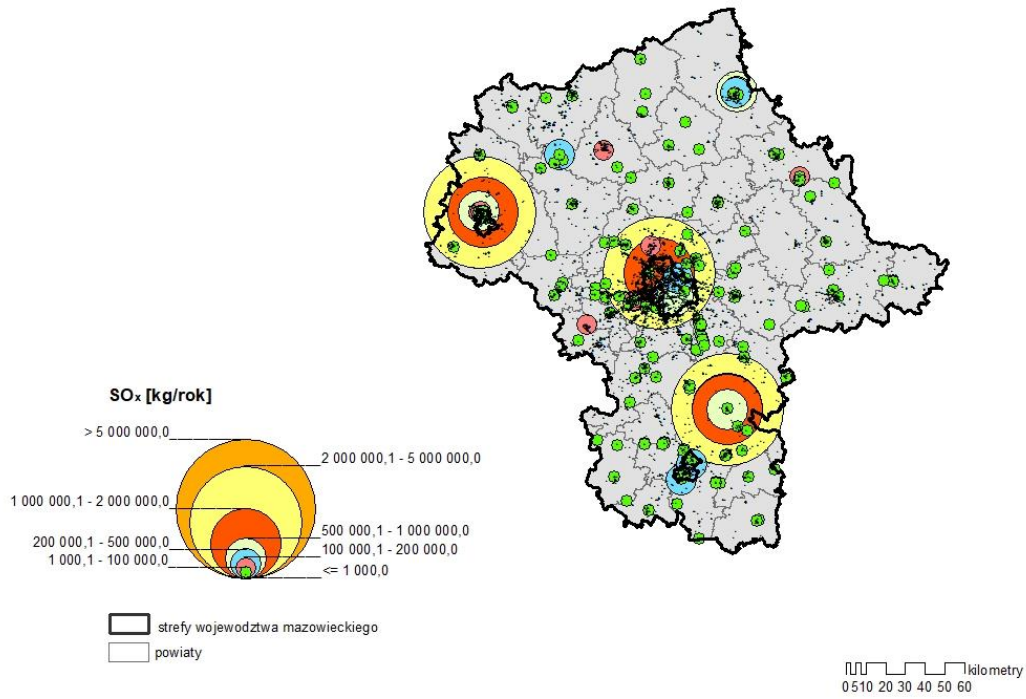 SOx [kg/rok]
> 5 000 000,0
2 000 000,1 - 5 000 000,0
1 000 000,1 - 2 000 000,0
500 000,1 - 1 000 000,0
200 000,1 - 500 000,0
100 000,1 - 200 000,0
1 000,1 - 100 000,0
<= 1 000,0
strefy wojewodztwa mazowieckiego
powiaty
kilometry
0 5 10 20 30 40 50 60